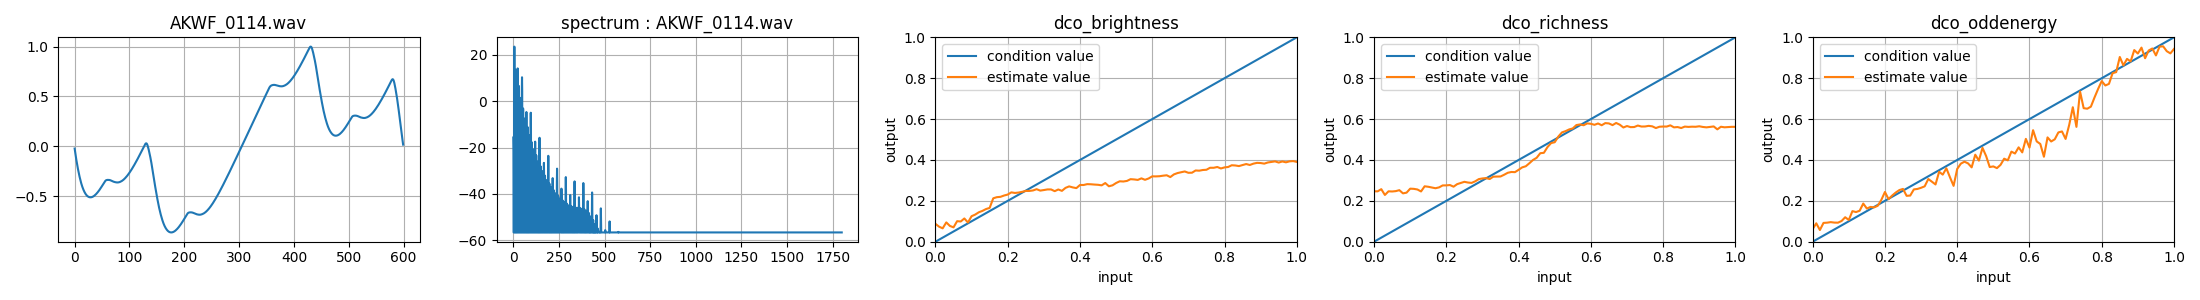 AKWF_0114.wav
1.0
0.5
0.0
−0.5
0 100 200 300 400 500 600
spectrum : AKWF_0114.wav
20
0
−20
−40
−60
0 250 500 750 1000 1250 1500 1750
dco_brightness
condition value
estimate value
output
1.0
0.8
0.6
0.4
0.2
0.0
0.0 0.2 0.4 0.6 0.8 1.0
input
dco_richness
condition value
estimate value
output
1.0
0.8
0.6
0.4
0.2
0.0
0.0 0.2 0.4 0.6 0.8 1.0
input
dco_oddenergy
condition value
estimate value
output
1.0
0.8
0.6
0.4
0.2
0.0
0.0 0.2 0.4 0.6 0.8 1.0
input